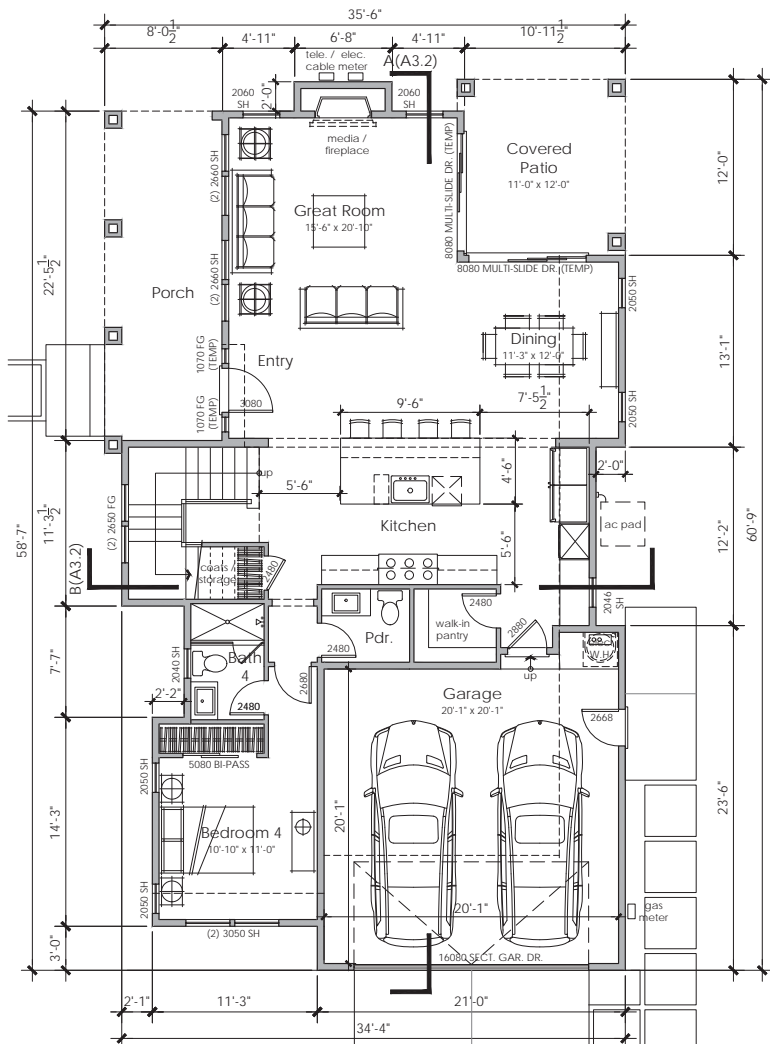 35'-6"
8'-0 1/2"
4'-11"
6'-8"
4'-11"
10'-11 1/2"
tele. / elec.
cable meter
A(A3.2)
2'-0"
2060
SH
2060
SH
media /
fireplace
(2) 2660 SH
8080 MULTI-SLIDE DR. (TEMP)
Covered
Patio
11'-0" x 12'-0"
12'-0"
Great Room
15'-6" x 20'-10"
8080 MULTI-SLIDE DR. (TEMP)
22'-5 1/2"
(2) 2660 SH
2050 SH
Porch
Dining
11'-3" x 12'-0"
13'-1"
1070 FG
(TEMP)
Entry
3080
1070 FG
(TEMP)
9'-6"
7'-5 1/2"
2050 SH
up
5'-6"
4'-6"
2'-0"
58'-7"
11'-3 1/2"
(2) 2650 FG
Kitchen
ac pad
12'-2"
60'-9"
5'-6"
B(A3.2)
coats /
storage
2480
2480
2046
SH
walk-in
pantry
Pdr.
2480
2880
W.H.
up
7'-7"
2040 SH
Bath
4
2'-2"
2480
2680
Garage
20'-1" x 20'-1"
2668
5080 BI-PASS
2050 SH
14'-3"
20'-1"
23'-6"
Bedroom 4
10'-10" x 11'-0"
2050 SH
20'-1"
gas
meter
(2) 3050 SH
3'-0"
16080 SECT. GAR. DR.
2'-1"
11'-3"
21'-0"
34'-4"